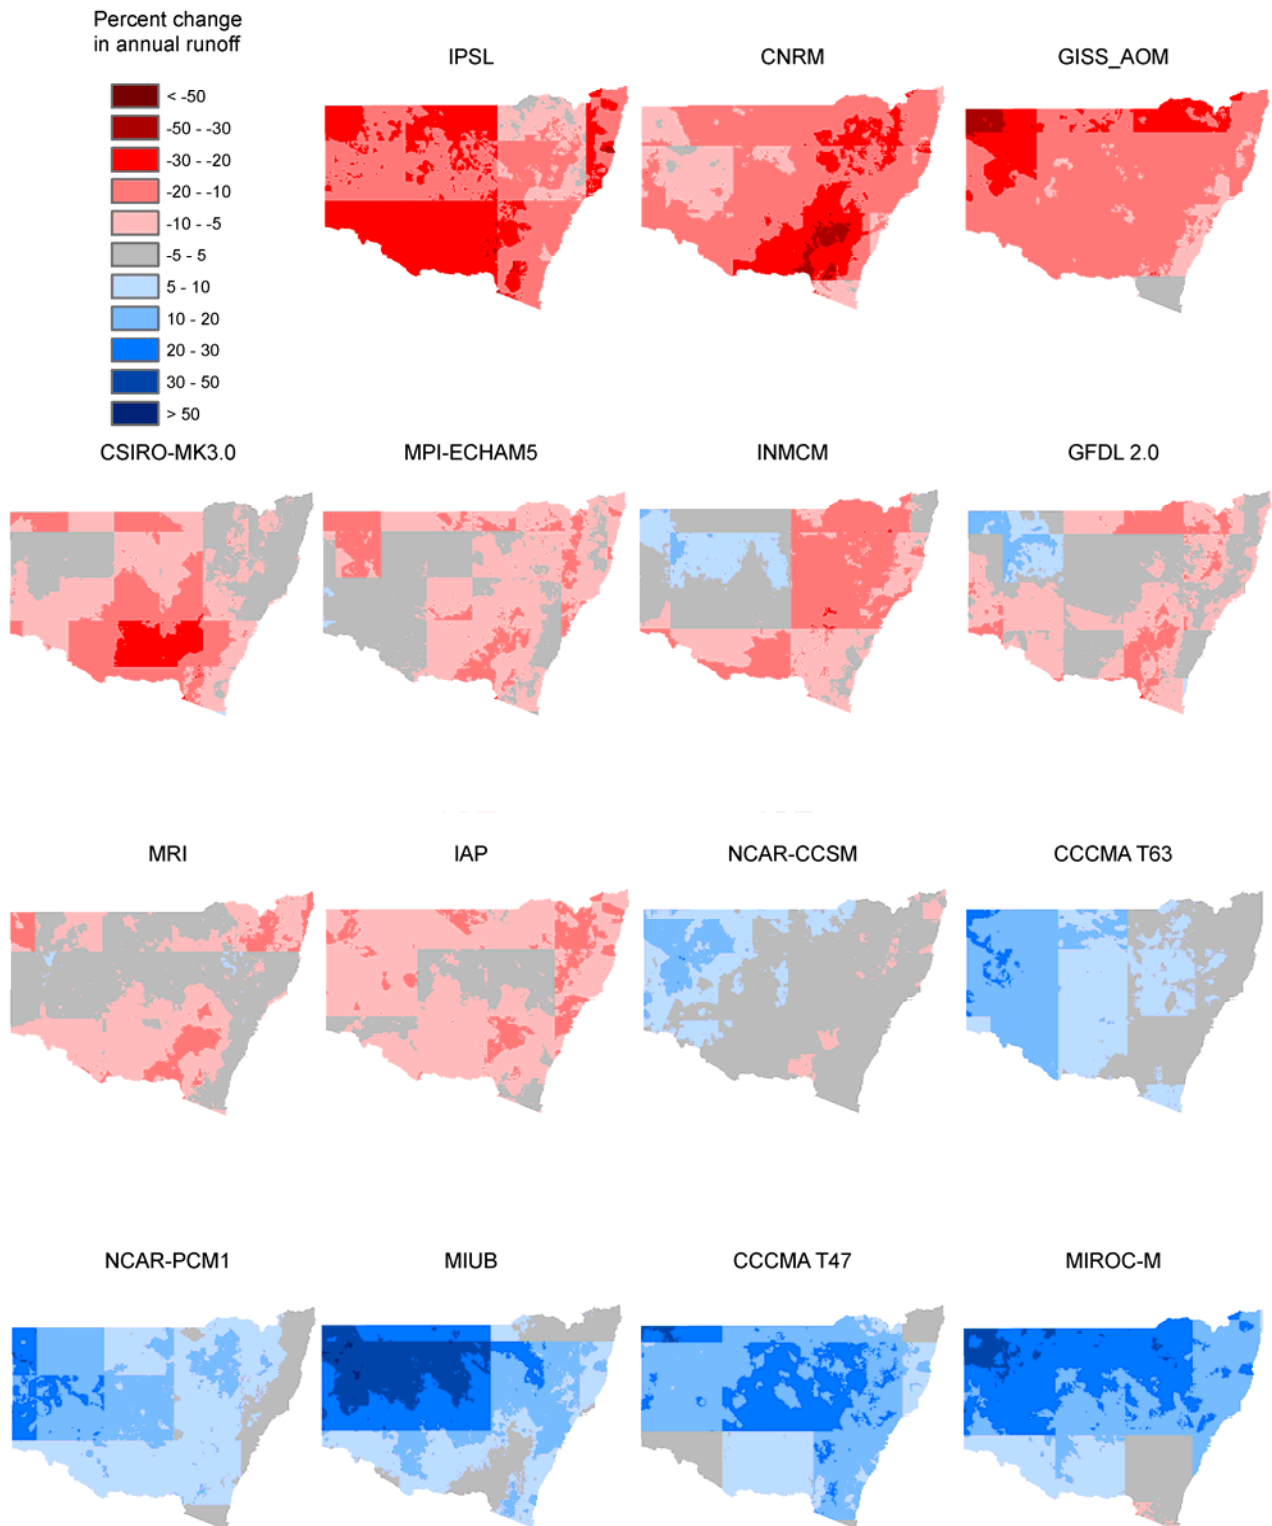 Percent change
in annual runoff
< -50
-50 - -30
-30 - -20
-20 - -10
-10 - -5
-5 - 5
5 - 10
10 - 20
20 - 30
30 - 50
> 50
IPSL
CNRM
GISS_AOM
CSIRO-MK3.0
MPI-ECHAM5
INMCM
GFDL 2.0
MRI
IAP
NCAR-CCSM
CCCMA T63
NCAR-PCM1
MIUB
CCCMA T47
MIROC-M